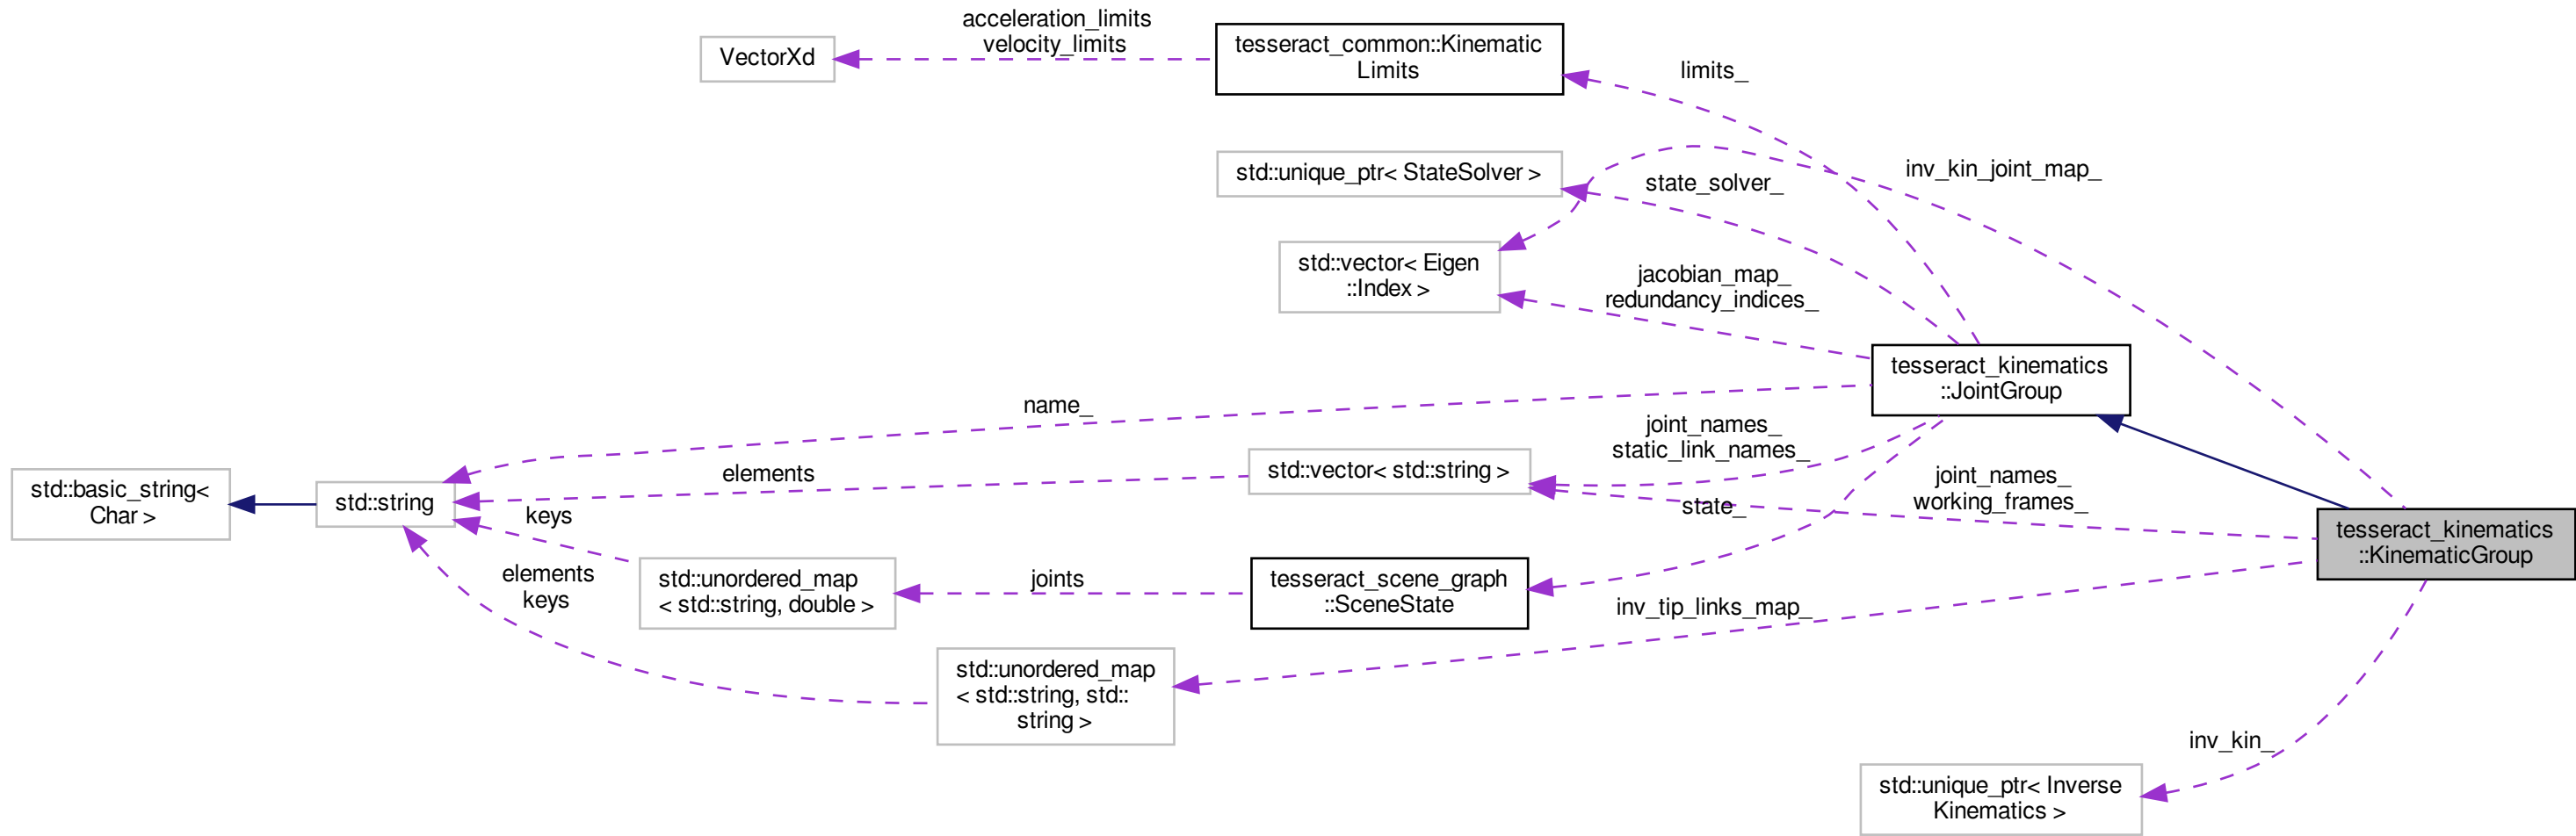 acceleration_limits
velocity_limits
VectorXd
tesseract_common::Kinematic
Limits
limits_
std::unique_ptr< StateSolver >
state_solver_
inv_kin_joint_map_
std::vector< Eigen
::Index >
jacobian_map_
redundancy_indices_
tesseract_kinematics
::JointGroup
name_
joint_names_
static_link_names_
std::basic_string<
Char >
std::string
elements
std::vector< std::string >
keys
state_
joint_names_
working_frames_
tesseract_kinematics
::KinematicGroup
elements
keys
std::unordered_map
< std::string, double >
joints
tesseract_scene_graph
::SceneState
inv_tip_links_map_
std::unordered_map
< std::string, std::
string >
inv_kin_
std::unique_ptr< Inverse
Kinematics >